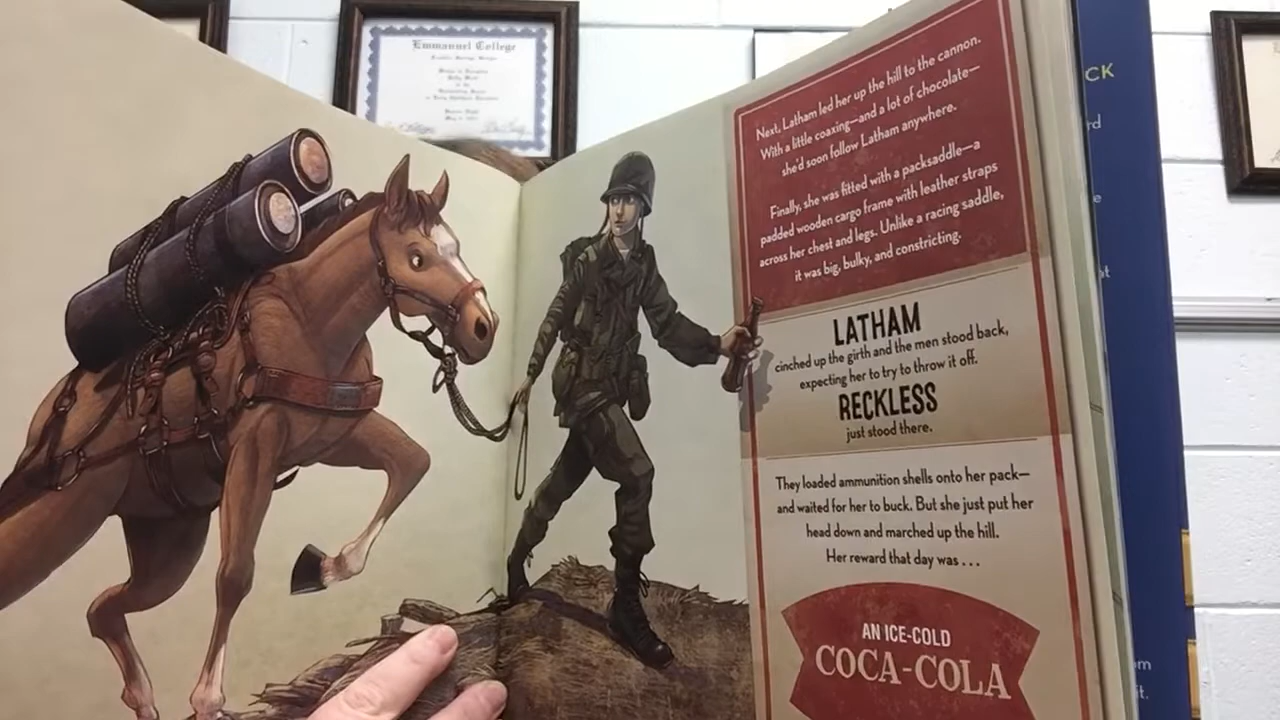 Emmanuel College
Next, Latham led her up the hill to the cannon.
With a little coaxing—and a lot of chocolate—
she'd soon follow Latham anywhere.
Finally, she was fitted with a packsaddle—a
padded wooden cargo frame with leather straps
across her chest and legs. Unlike a racing saddle,
it was big, bulky, and constricting.
LATHAM
cinched up the girth and the men stood back,
expecting her to try to throw it off.
RECKLESS
just stood there.
They loaded ammunition shells onto her pack—
and waited for her to buck. But she just put her
head down and marched up the hill.
Her reward that day was . . .
AN ICE-COLD
COCA-COLA
CK
rd
e
at
om
it.